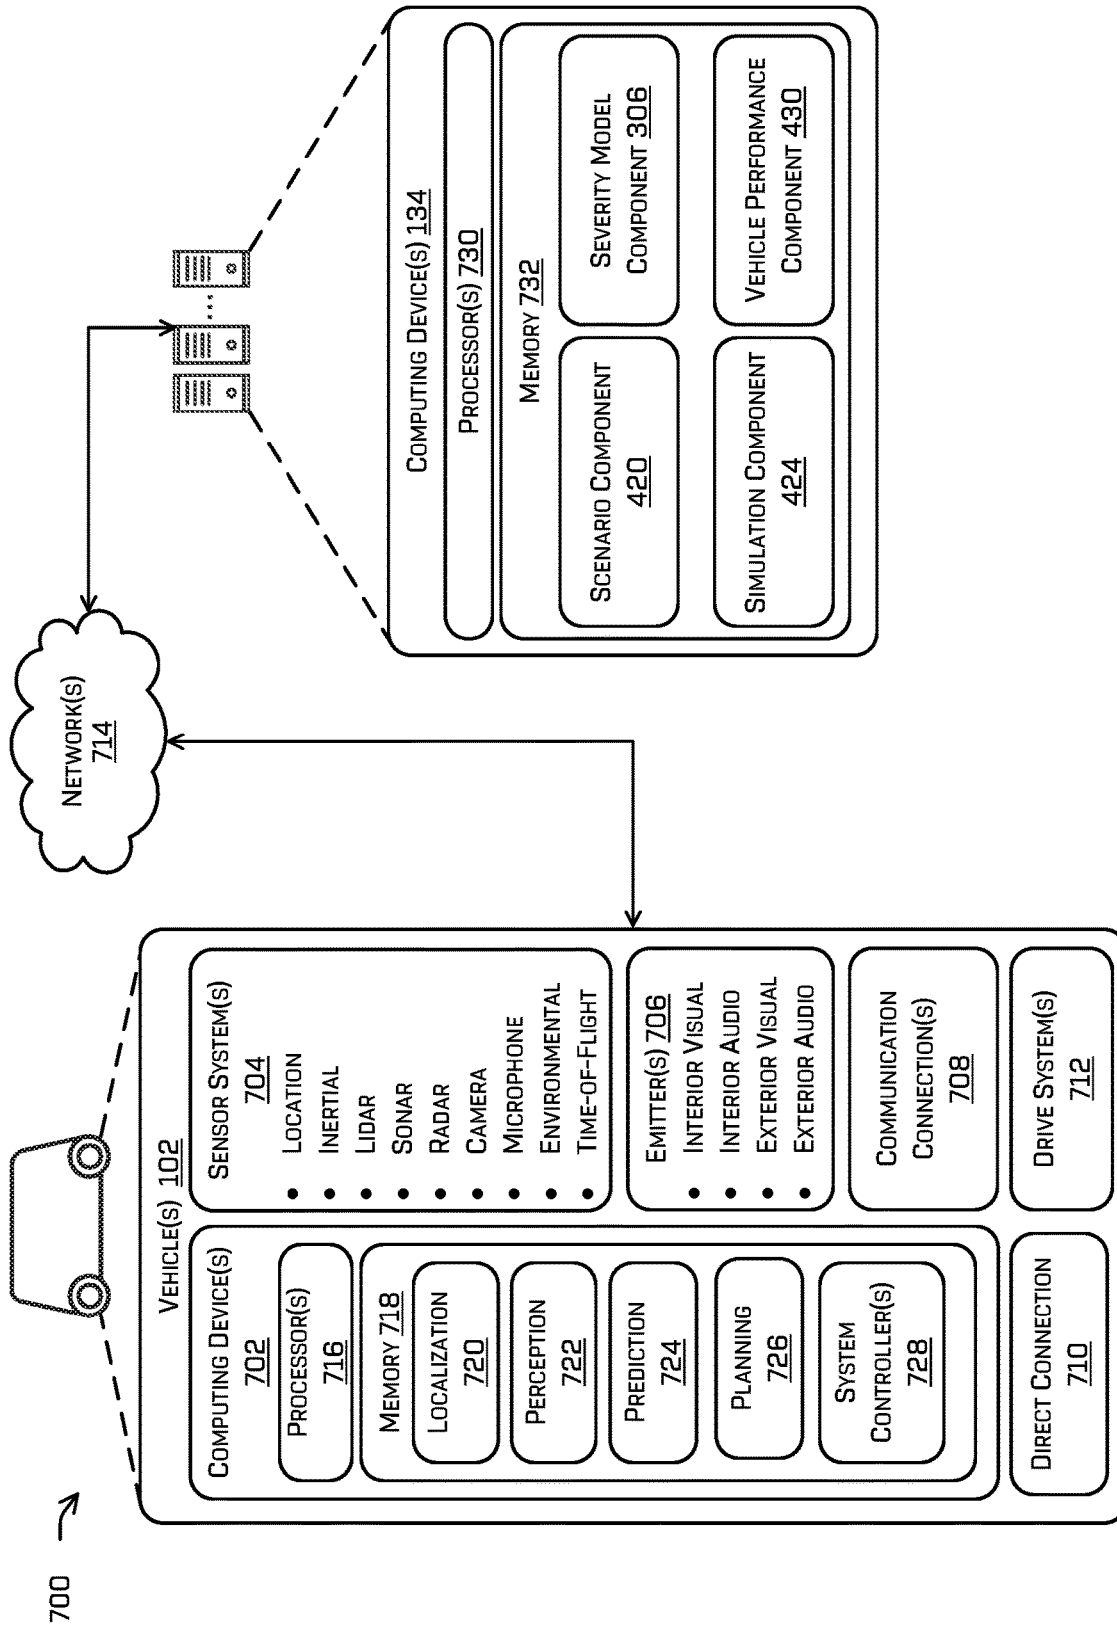 700
VEHICLE(S) 102
COMPUTING DEVICE(S)
702
PROCESSOR(S)
716
MEMORY 718
LOCALIZATION
720
PERCEPTION
722
PREDICTION
724
PLANNING
726
SYSTEM
CONTROLLER(S)
728
SENSOR SYSTEM(S)
704
• LOCATION
• INERTIAL
• LIDAR
• SONAR
• RADAR
• CAMERA
• MICROPHONE
• ENVIRONMENTAL
• TIME-OF-FLIGHT
EMITTER(S) 706
• INTERIOR VISUAL
• INTERIOR AUDIO
• EXTERIOR VISUAL
• EXTERIOR AUDIO
COMMUNICATION
CONNECTION(S)
708
DIRECT CONNECTION
710
DRIVE SYSTEM(S)
712
NETWORK(S)
714
...
COMPUTING DEVICE(S) 134
PROCESSOR(S) 730
MEMORY 732
SCENARIO COMPONENT
420
SEVERITY MODEL
COMPONENT 306
SIMULATION COMPONENT
424
VEHICLE PERFORMANCE
COMPONENT 430